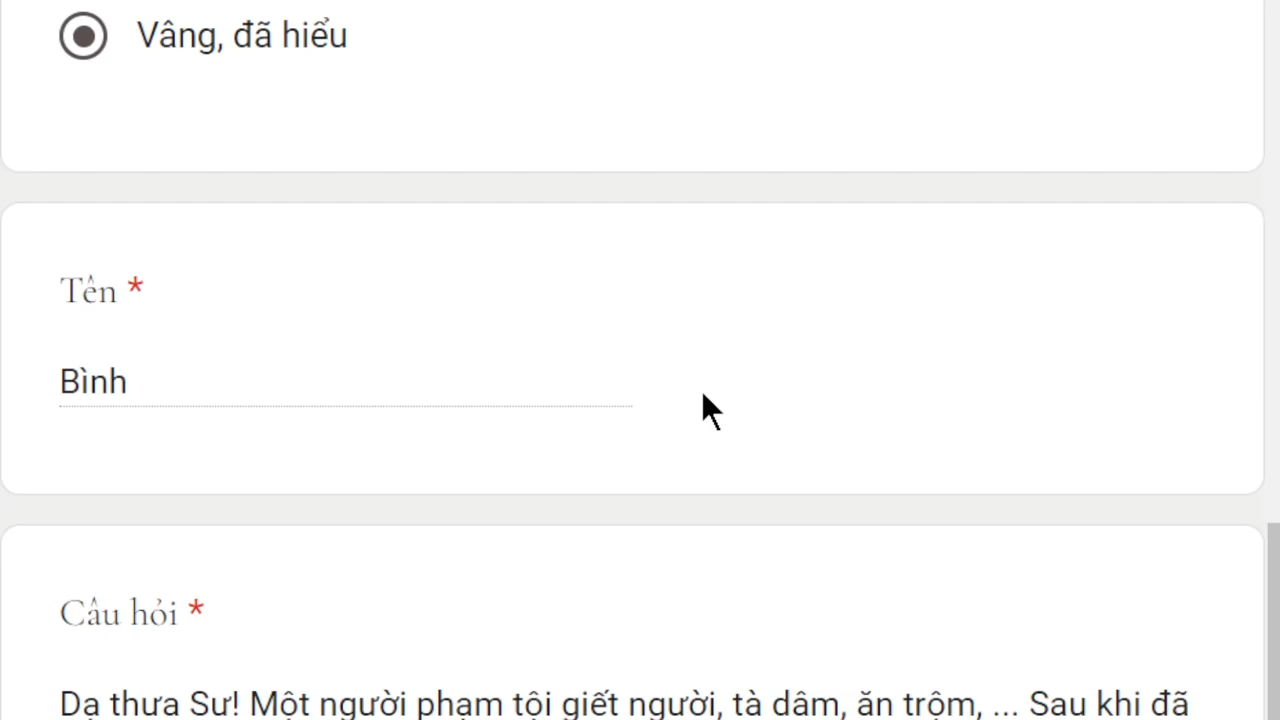 Vâng, đã hiểu
Tên *
Bình
Câu hỏi *
Dạ thưa Sư! Một người phạm tội giết người, tà dâm, ăn trộm, ... Sau khi đã